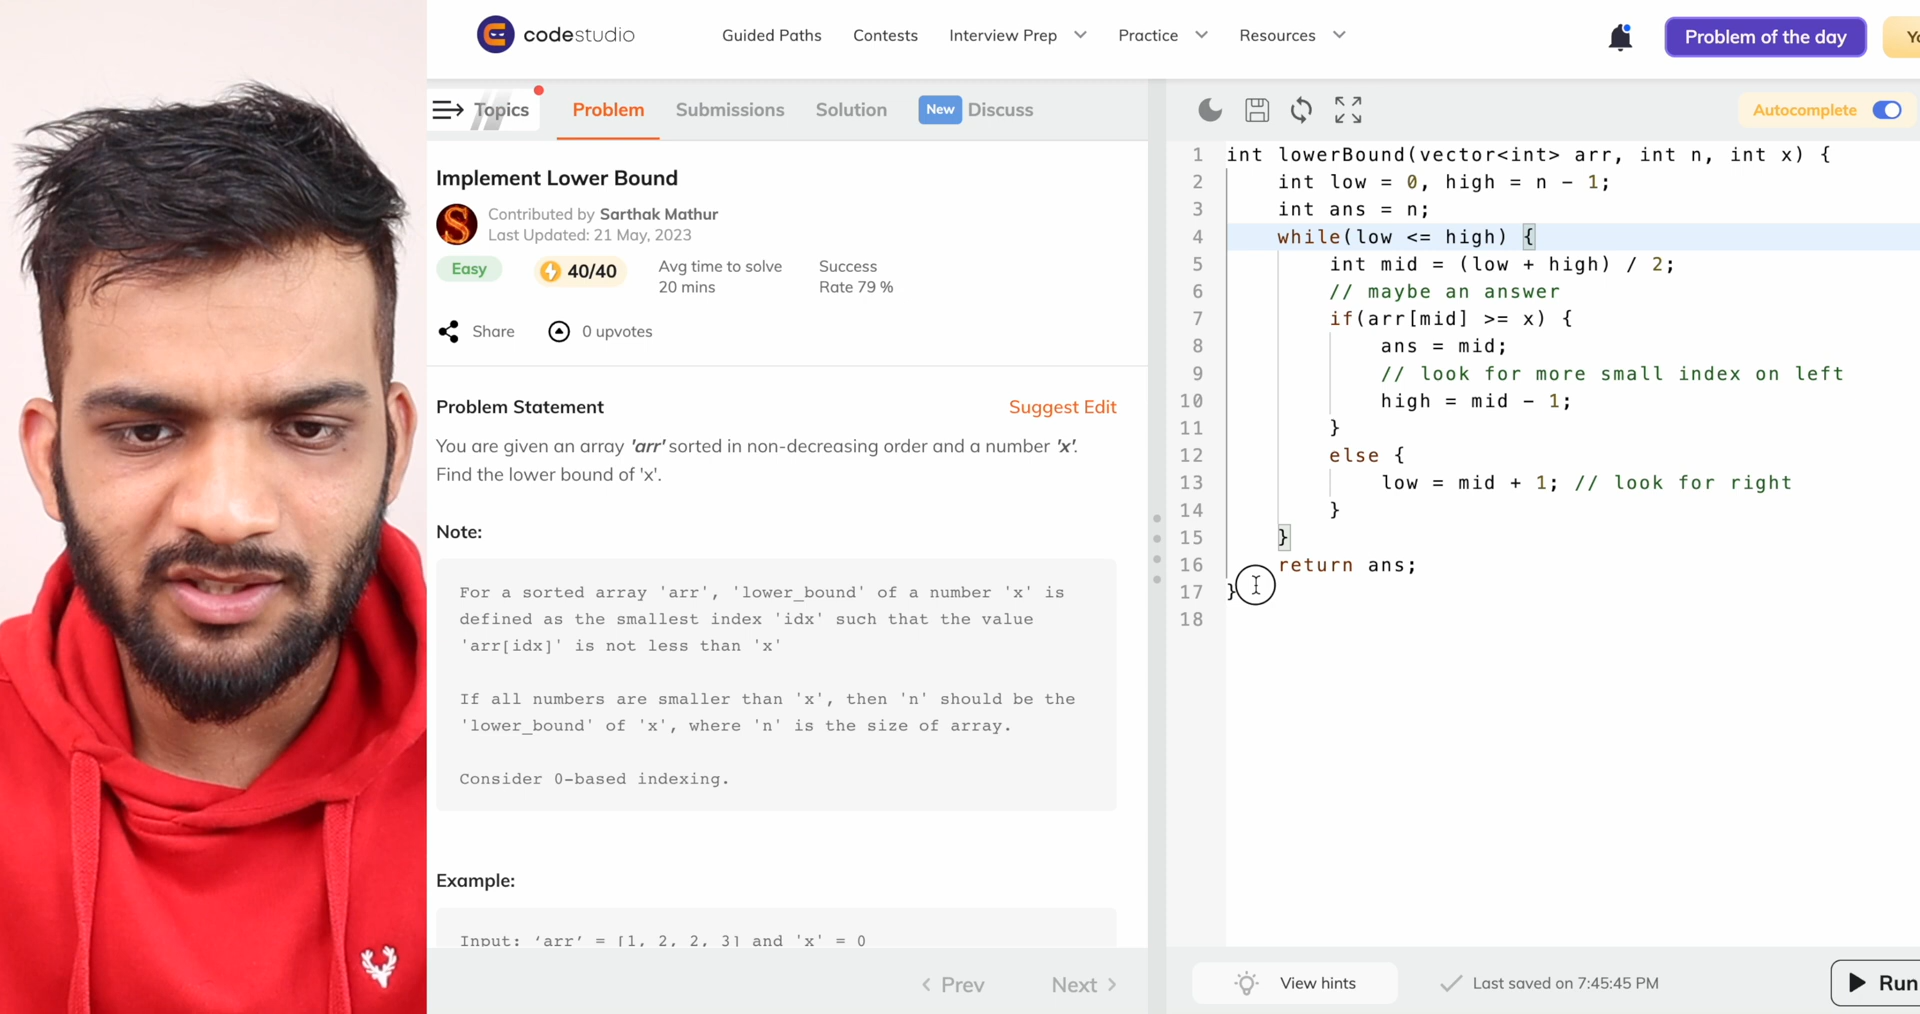 codestudio
Guided Paths
Contests
Interview Prep
Practice
Resources
Problem of the day
Topics
Problem
Submissions
Solution
New
Discuss
Autocomplete
Implement Lower Bound
Contributed by Sarthak Mathur
Last Updated: 21 May, 2023
Easy
40/40
Avg time to solve
20 mins
Success
Rate 79 %
Share
0 upvotes
Problem Statement
Suggest Edit
You are given an array 'arr' sorted in non-decreasing order and a number 'x'.
Find the lower bound of 'x'.
Note:
For a sorted array 'arr', 'lower_bound' of a number 'x' is
defined as the smallest index 'idx' such that the value
'arr[idx]' is not less than 'x'
If all numbers are smaller than 'x', then 'n' should be the
'lower_bound' of 'x', where 'n' is the size of array.
Consider 0-based indexing.
Example:
Input: ‘arr’ = [1, 2, 2, 3] and 'x' = 0
Prev
Next
1 int lowerBound(vector<int> arr, int n, int x) {
2 int low = 0, high = n - 1;
3 int ans = n;
4 while(low <= high) {
5 int mid = (low + high) / 2;
6 // maybe an answer
7 if(arr[mid] >= x) {
8 ans = mid;
9 // look for more small index on left
10 high = mid - 1;
11 }
12 else {
13 low = mid + 1; // look for right
14 }
15 }
16 return ans;
17 }
18
View hints
Last saved on 7:45:45 PM
Run